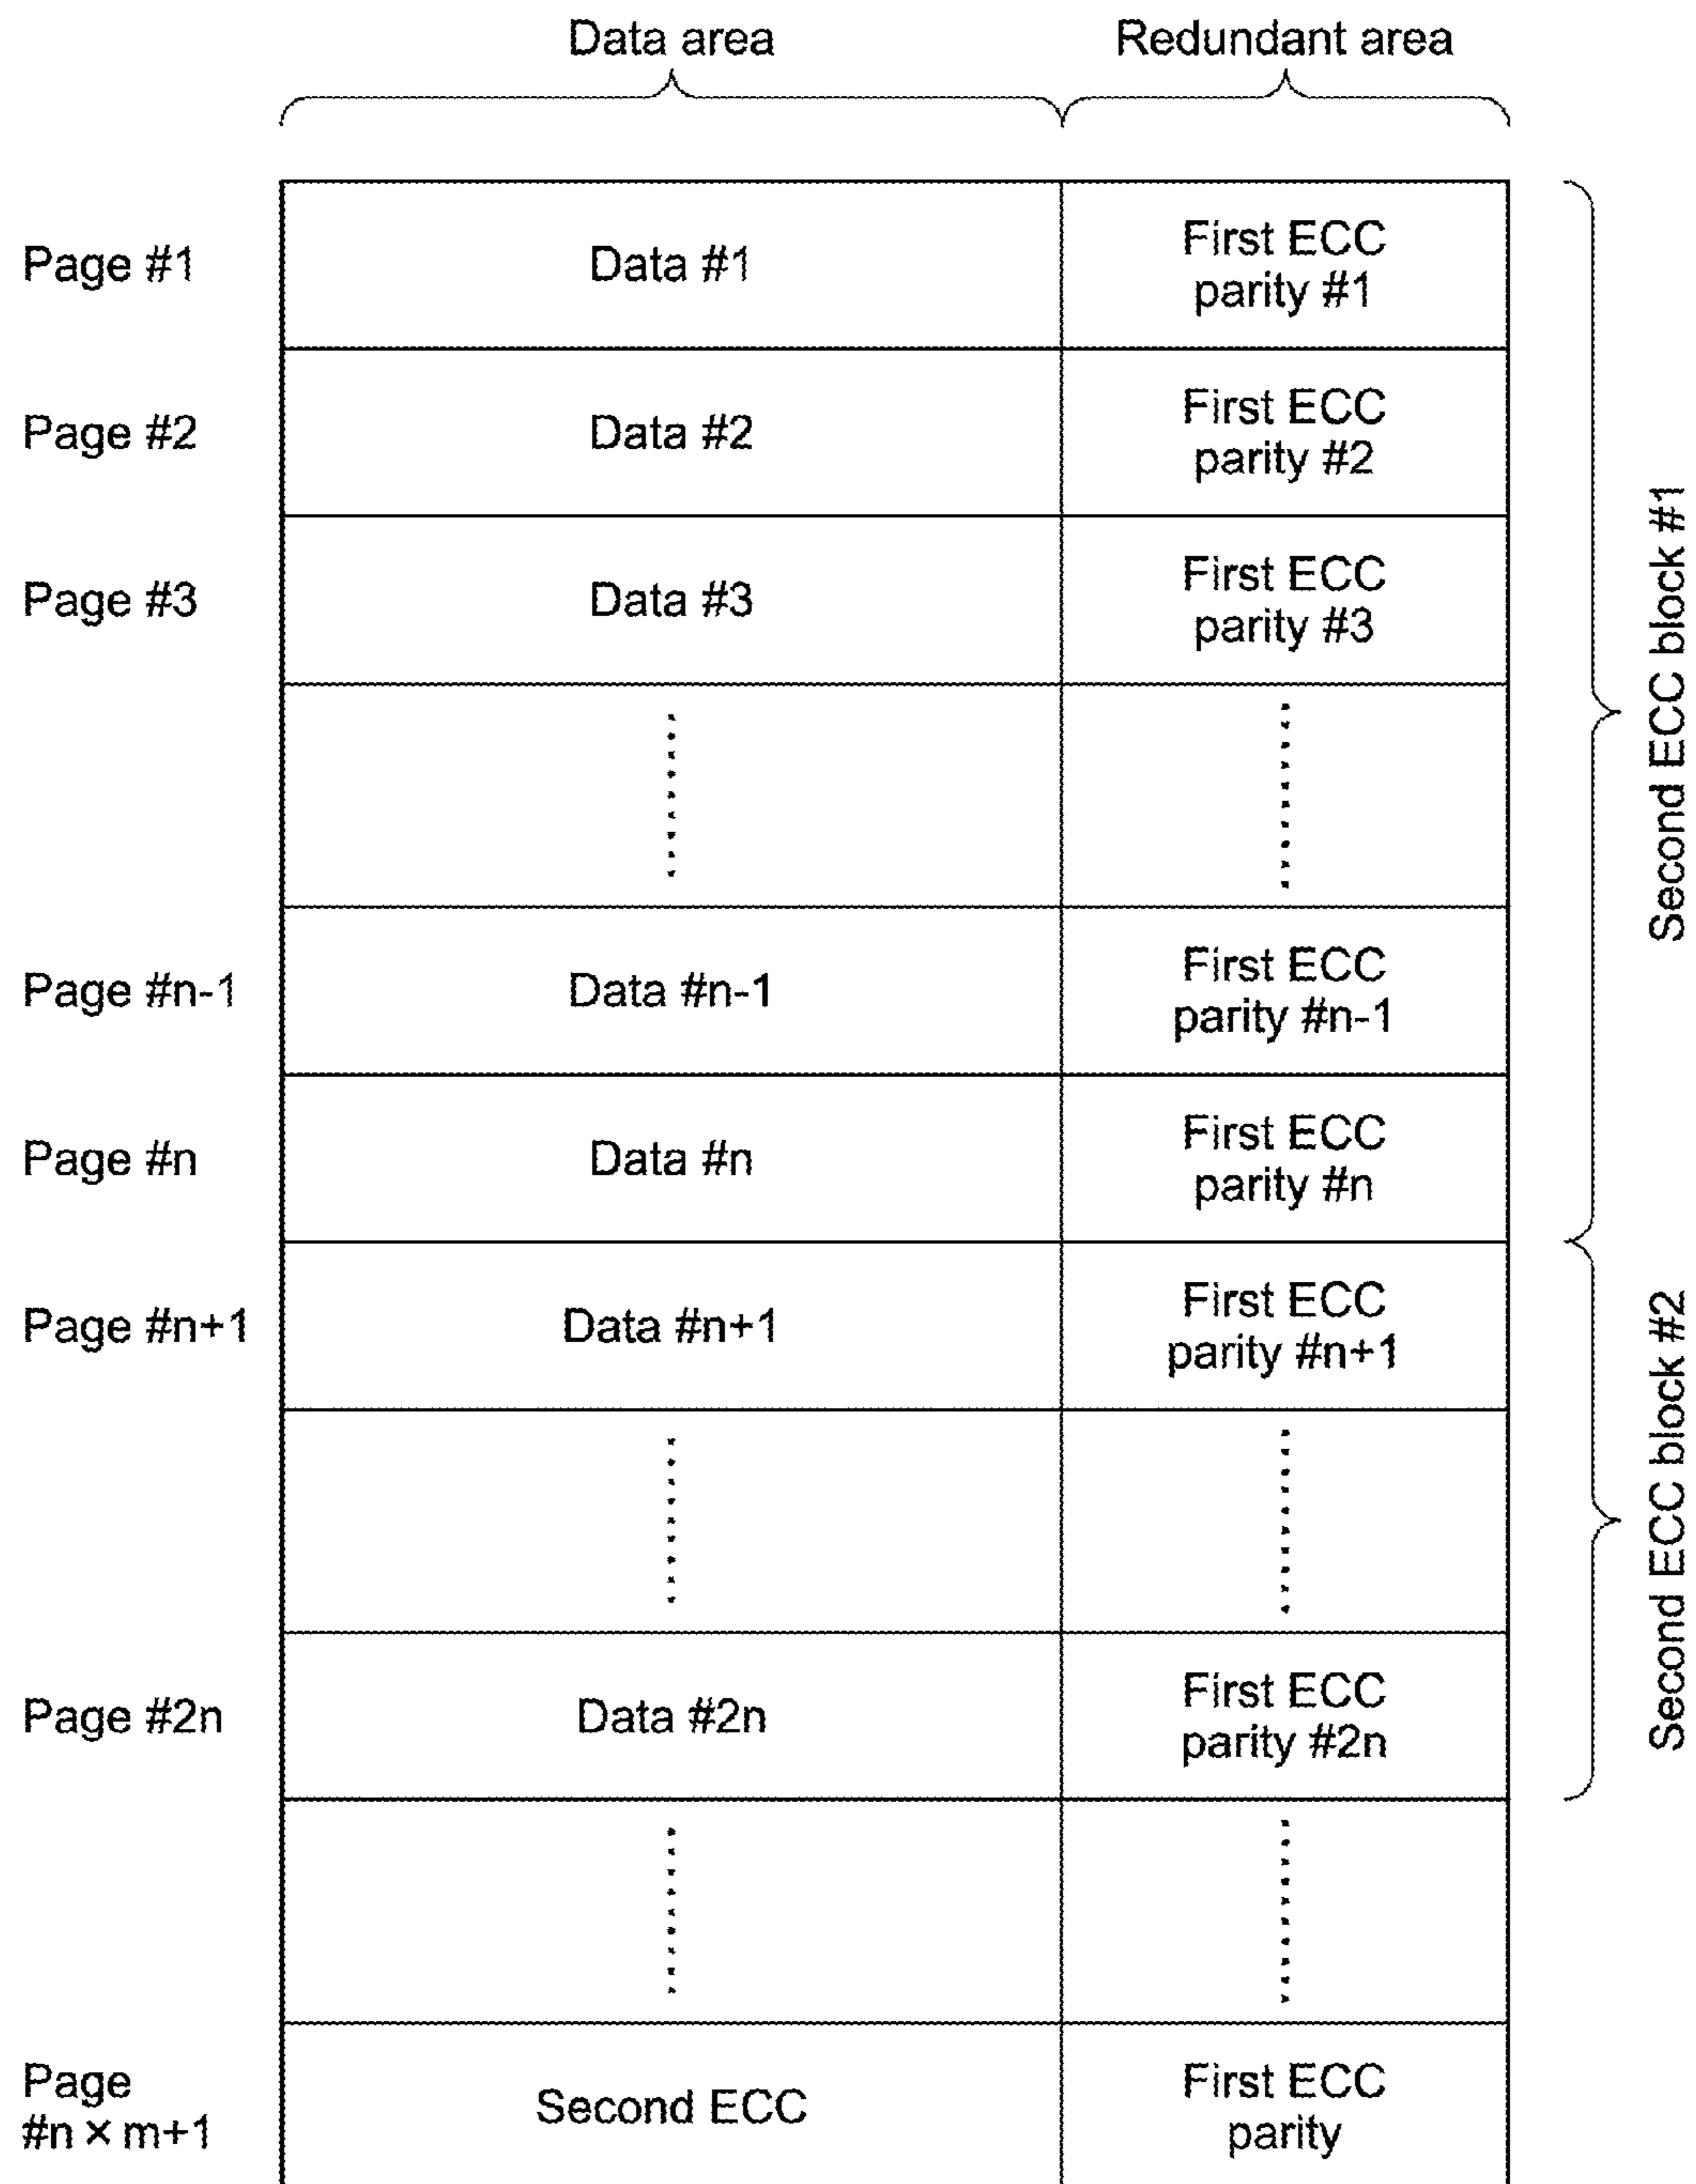 Data area
Redundant area
Page #1
Data #1
First ECC
parity #1
Page #2
Data #2
First ECC
parity #2
Page #3
Data #3
First ECC
parity #3
Second ECC block #1
Page #n-1
Data #n-1
First ECC
parity #n-1
Page #n
Data #n
First ECC
parity #n
Page #n+1
Data #n+1
First ECC
parity #n+1
Second ECC block #2
Page #2n
Data #2n
First ECC
parity #2n
Page
#n × m+1
Second ECC
First ECC
parity